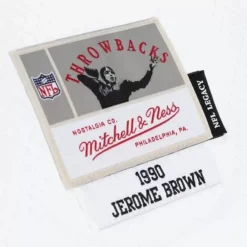 THROWBACKS
NFL
NOSTALGIA CO.
Mitchell & Ness
PHILADELPHIA, PA.
NFL LEGACY
1990
JEROME BROWN